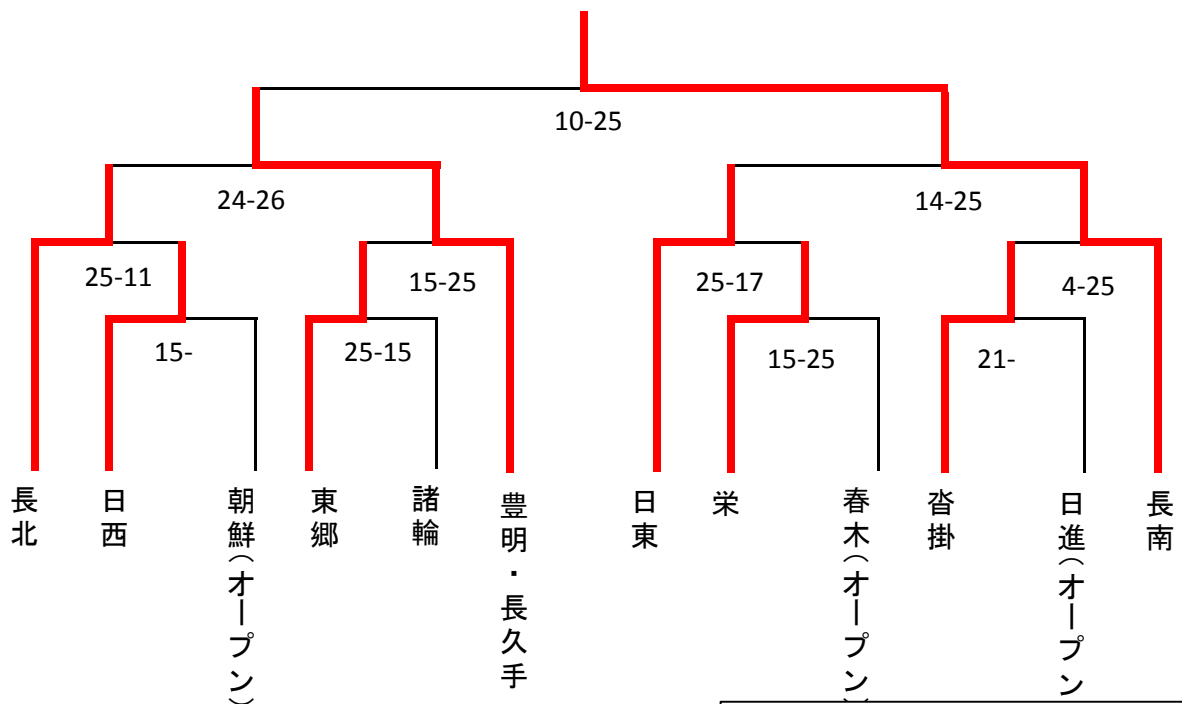 10-25
24-26
14-25
25-11
15-25
25-17
4-25
15-
25-15
15-25
21-
長北
日西
朝鮮(オープン)
東郷
諸輪
豊明・長久手
日東
栄
春木(オープン)
沓掛
日進(オープン
長南